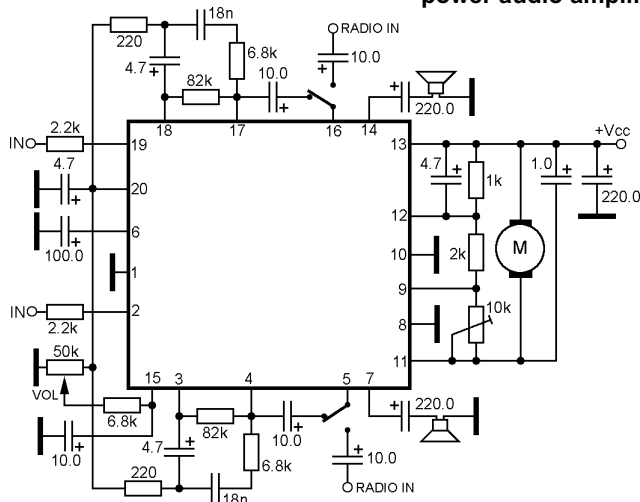 power audio amplifi
18n
RADIO IN
220
6.8k
10.0
4.7
82k
10.0
220.0
18
17
16
14
+Vcc
2.2k
IN
19
13
4.7
1.0
4.7
1k
220.0
20
12
100.0
6
10
2k
M
1
9
10k
IN
2
8
2.2k
50k
11
VOL
15
3
4
5
7
6.8k
220.0
82k
10.0
10.0
4.7
6.8k
10.0
220
18n
RADIO IN